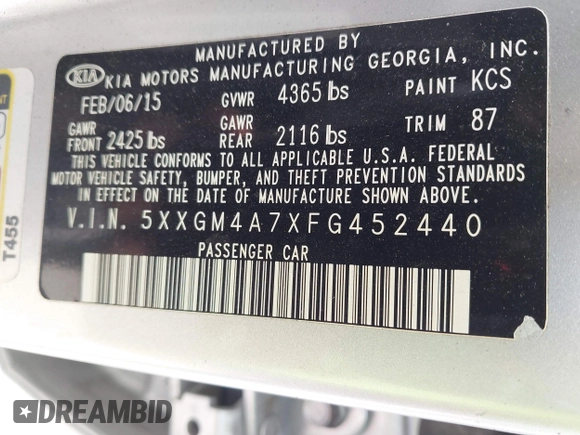 MANUFACTURED BY
KIA KIA MOTORS MANUFACTURING GEORGIA, INC.
FEB/06/15 GVWR 4365 lbs PAINT KCS
GAWR FRONT 2425 lbs GAWR REAR 2116 lbs TRIM 87
THIS VEHICLE CONFORMS TO ALL APPLICABLE U.S.A. FEDERAL
MOTOR VEHICLE SAFETY, BUMPER, AND THEFT PREVENTION STANDARDS
IN EFFECT ON THE DATE OF MANUFACTURE SHOWN ABOVE.
V.I.N. 5XXGM4A7XFG452440
PASSENGER CAR
T455
DREAMBID